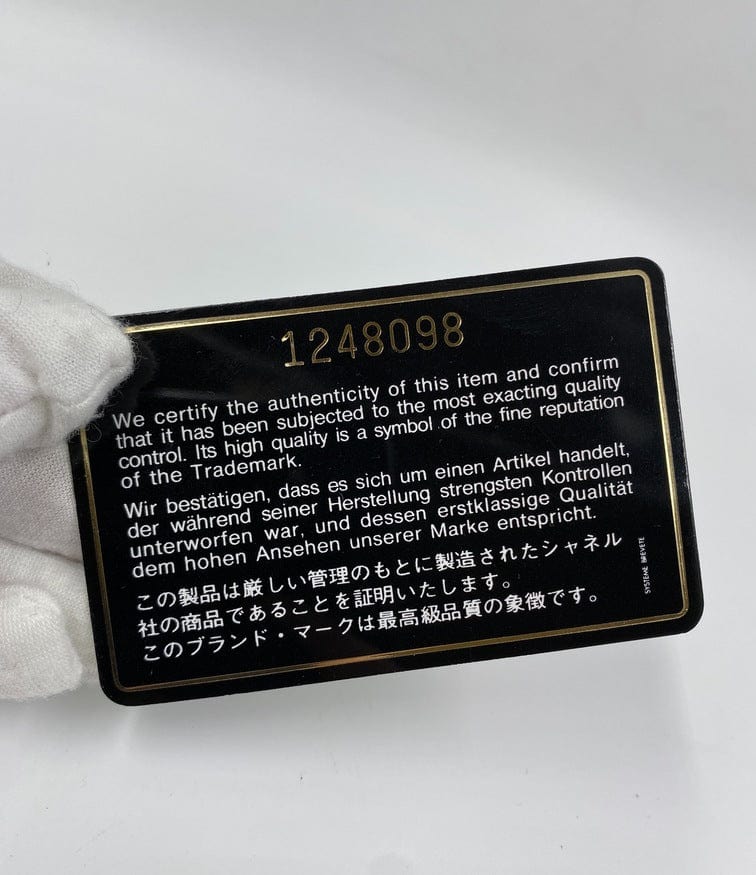 1248098
We certify the authenticity of this item and confirm
that it has been subjected to the most exacting quality
control. Its high quality is a symbol of the fine reputation
of the Trademark.
Wir bestätigen, dass es sich um einen Artikel handelt,
der während seiner Herstellung strengsten Kontrollen
unterworfen war, und dessen erstklassige Qualität
dem hohen Ansehen unserer Marke entspricht.
この製品は厳しい管理のもとに製造されたシャネル
社の商品であることを証明いたします。
このブランド・マークは最高級品質の象徴です。
SYSTEME BREVETE